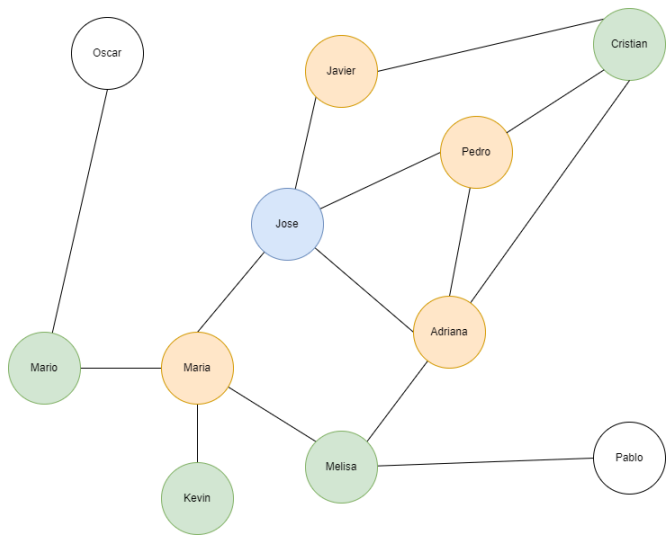 Oscar
Cristian
Javier
Pedro
Jose
Adriana
Mario
Maria
Pablo
Melisa
Kevin